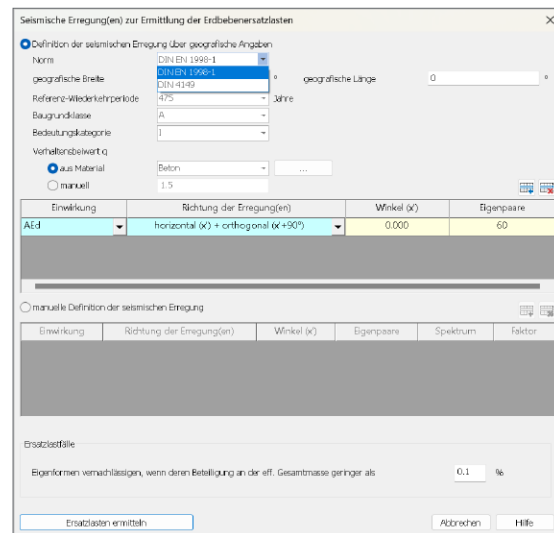 Seismische Erregung(en) zur Ermittlung der Erdbebenersatzlasten
Definition der seismischen Erregung über geografische Angaben
Norm DIN EN 1998-1
DIN EN 1998-1
geografische Breite ° geografische Länge 0 °
DIN 4149
Referenz-Wiederkehrperiode 475 Jahre
Baugrundklasse A
Bedeutungskategorie I
Verhaltensbeiwert q
aus Material Beton ...
manuell 1.5
Einwirkung Richtung der Erregung(en) Winkel (x') Eigenpaare
AEd horizontal (x') + orthogonal (x'+90°) 0.000 60
manuelle Definition der seismischen Erregung
Einwirkung Richtung der Erregung(en) Winkel (x') Eigenpaare Spektrum Faktor
Ersatzlastfälle
Eigenformen vernachlässigen, wenn deren Beteiligung an der eff. Gesamtmasse geringer als 0.1 %
Ersatzlasten ermitteln Abbrechen Hilfe